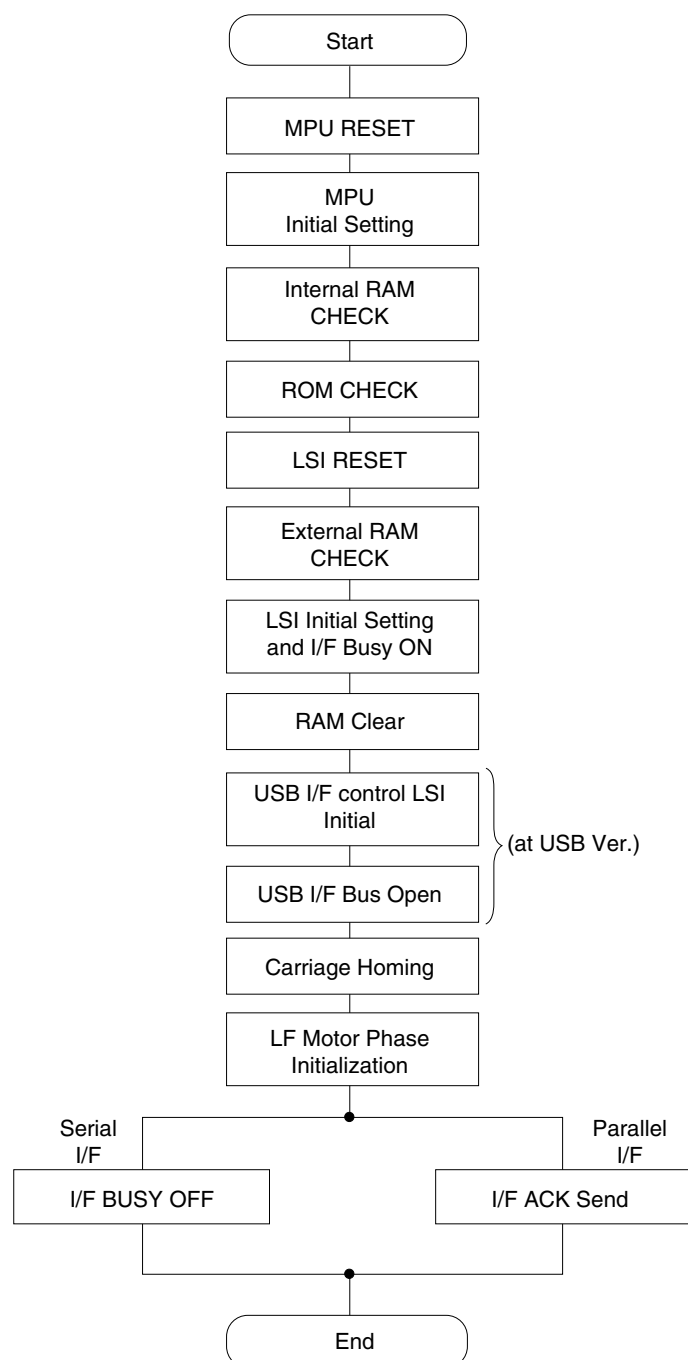 Start
MPU RESET
MPU
Initial Setting
Internal RAM
CHECK
ROM CHECK
LSI RESET
External RAM
CHECK
LSI Initial Setting
and I/F Busy ON
RAM Clear
USB I/F control LSI
Initial
(at USB Ver.)
USB I/F Bus Open
Carriage Homing
LF Motor Phase
Initialization
Serial
I/F
I/F BUSY OFF
Parallel
I/F
I/F ACK Send
End